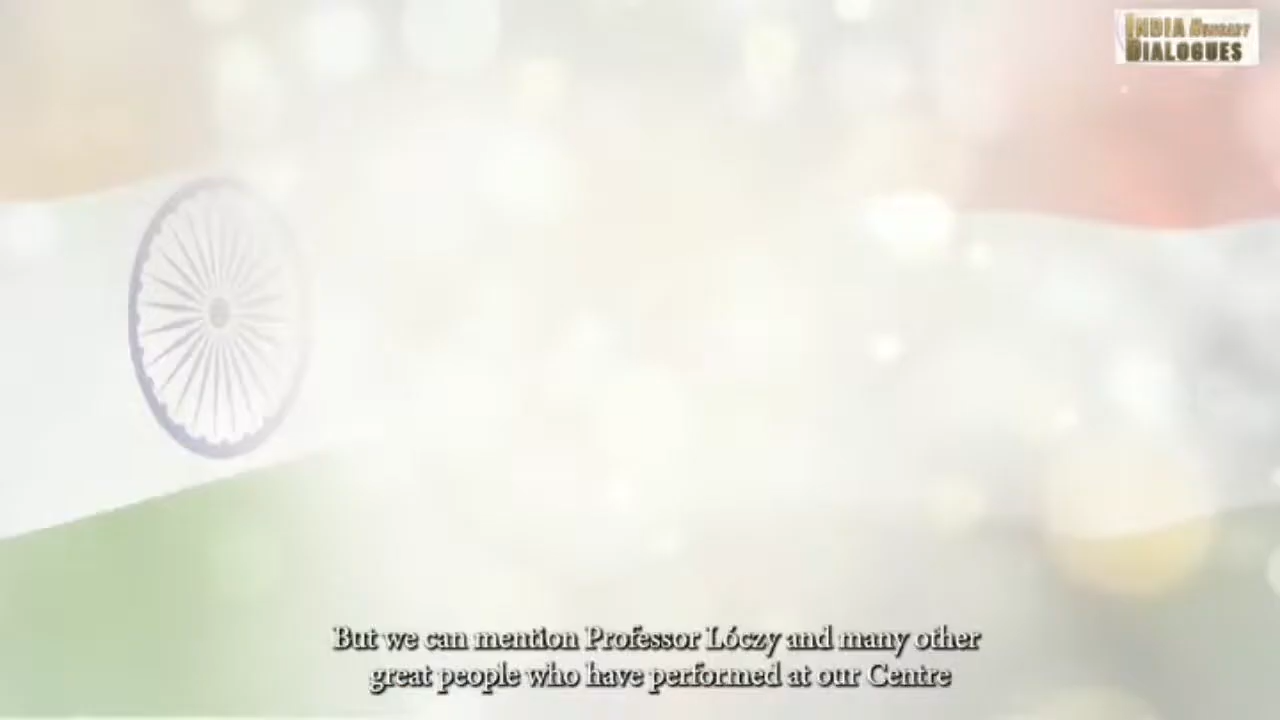 INDIA HUNGARY
DIALOGUES
But we can mention Professor Lóczy and many other
great people who have performed at our Centre